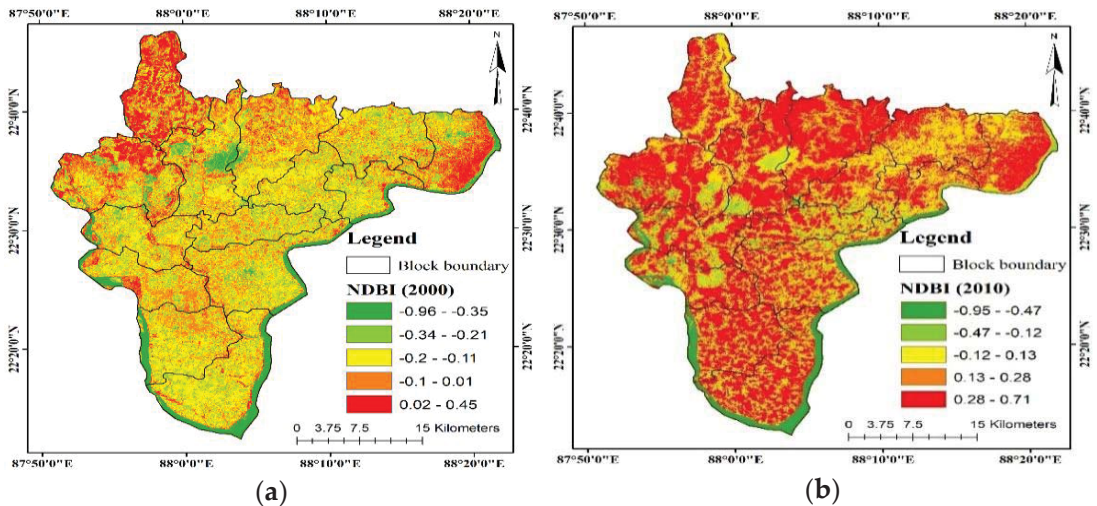 (a)
87°50'0"E 88°0'0"E 88°10'0"E 88°20'0"E
N
22°40'0"N
22°30'0"N
22°20'0"N
22°40'0"N
22°30'0"N
22°20'0"N
Legend
Block boundary
NDBI (2000)
-0.96 - -0.35
-0.34 - -0.21
-0.2 - -0.11
-0.1 - 0.01
0.02 - 0.45
0 3.75 7.5 15 Kilometers
87°50'0"E 88°0'0"E 88°10'0"E 88°20'0"E
(a)
(b)
87°50'0"E 88°0'0"E 88°10'0"E 88°20'0"E
N
22°40'0"N
22°30'0"N
22°20'0"N
22°40'0"N
22°30'0"N
22°20'0"N
Legend
Block boundary
NDBI (2010)
-0.95 - -0.47
-0.47 - -0.12
-0.12 - 0.13
0.13 - 0.28
0.28 - 0.71
0 3.75 7.5 15 Kilometers
87°50'0"E 88°0'0"E 88°10'0"E 88°20'0"E
(b)